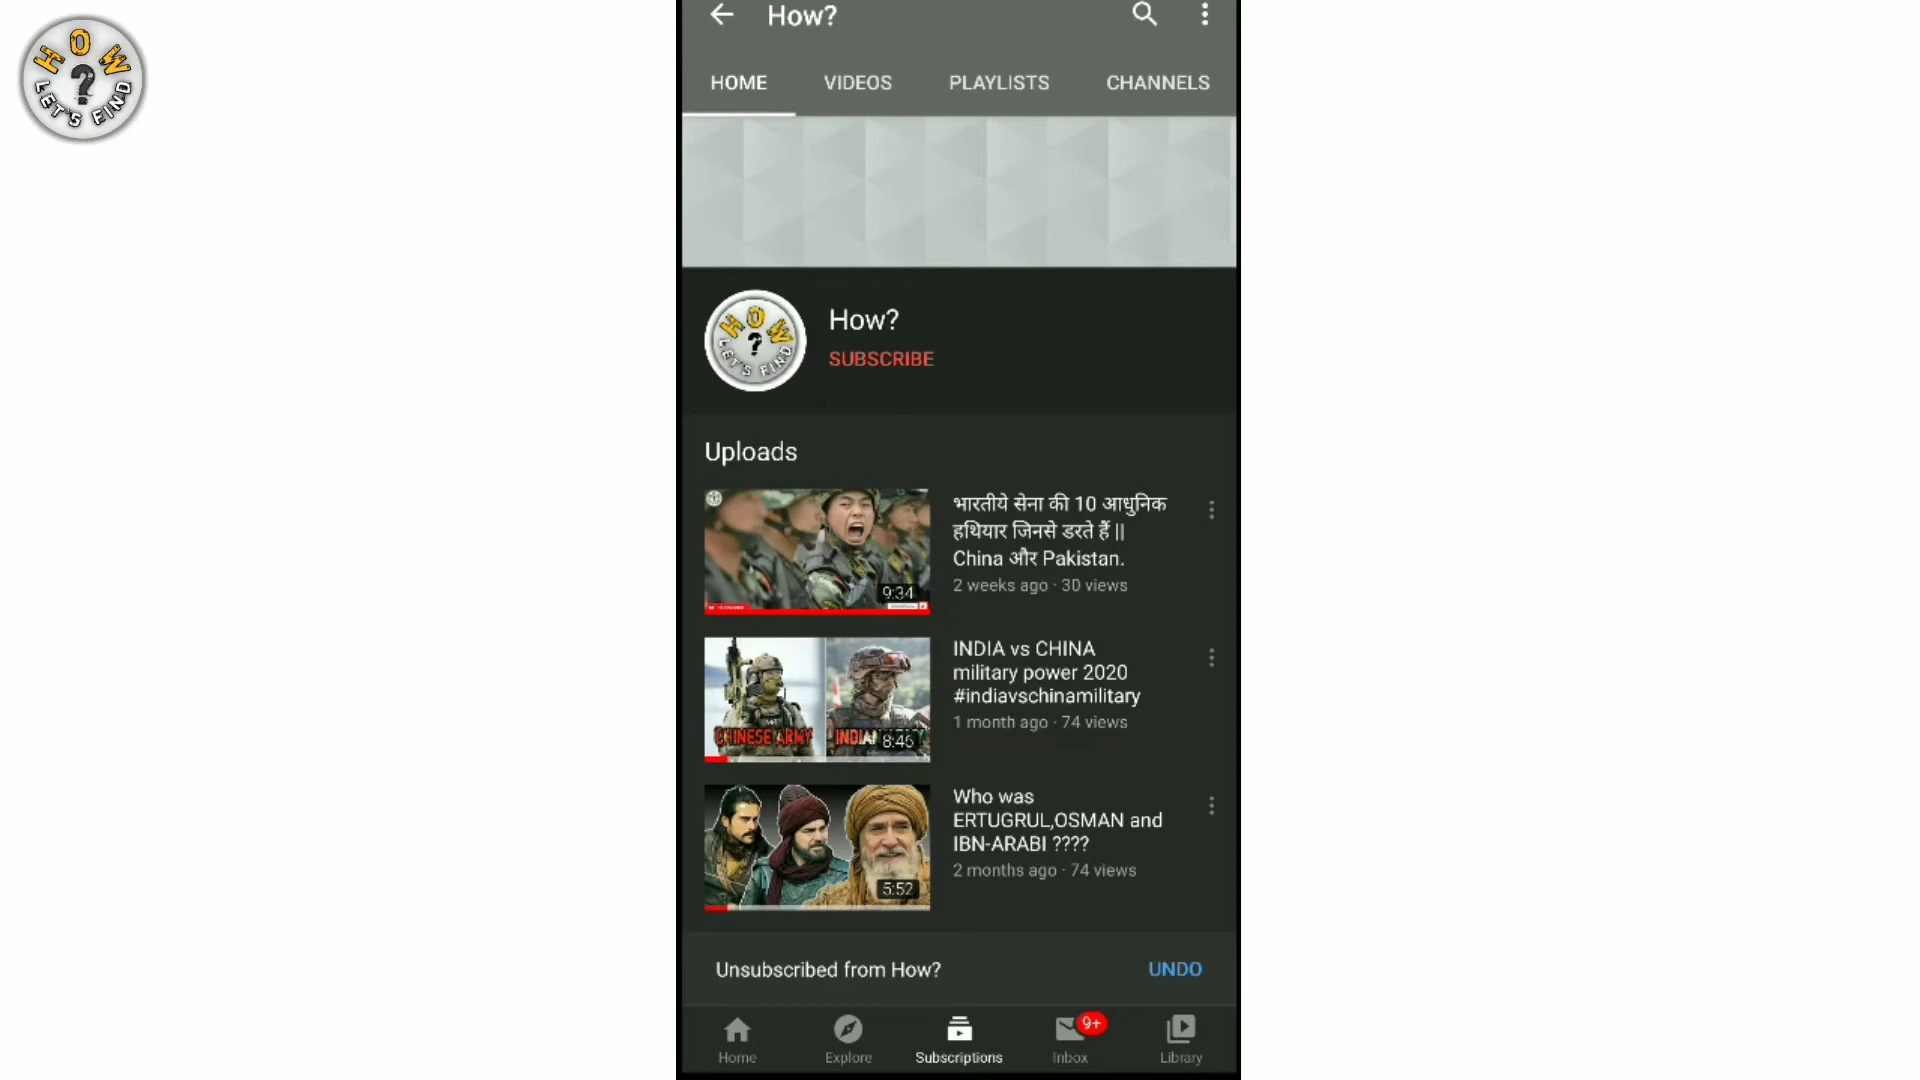 HOW
?
LET'S FIND
How?
HOME VIDEOS PLAYLISTS CHANNELS
HOW
?
LET'S FIND
How?
SUBSCRIBE
Uploads
9:34
भारतीये सेना की 10 आधुनिक
हथियार जिनसे डरते हैं ||
China और Pakistan.
2 weeks ago · 30 views
CHINESE ARMY
INDIAN
8:46
INDIA vs CHINA
military power 2020
#indiavschinamilitary
1 month ago · 74 views
5:52
Who was
ERTUGRUL,OSMAN and
IBN-ARABI ????
2 months ago · 74 views
Unsubscribed from How? UNDO
9+
Home Explore Subscriptions Inbox Library